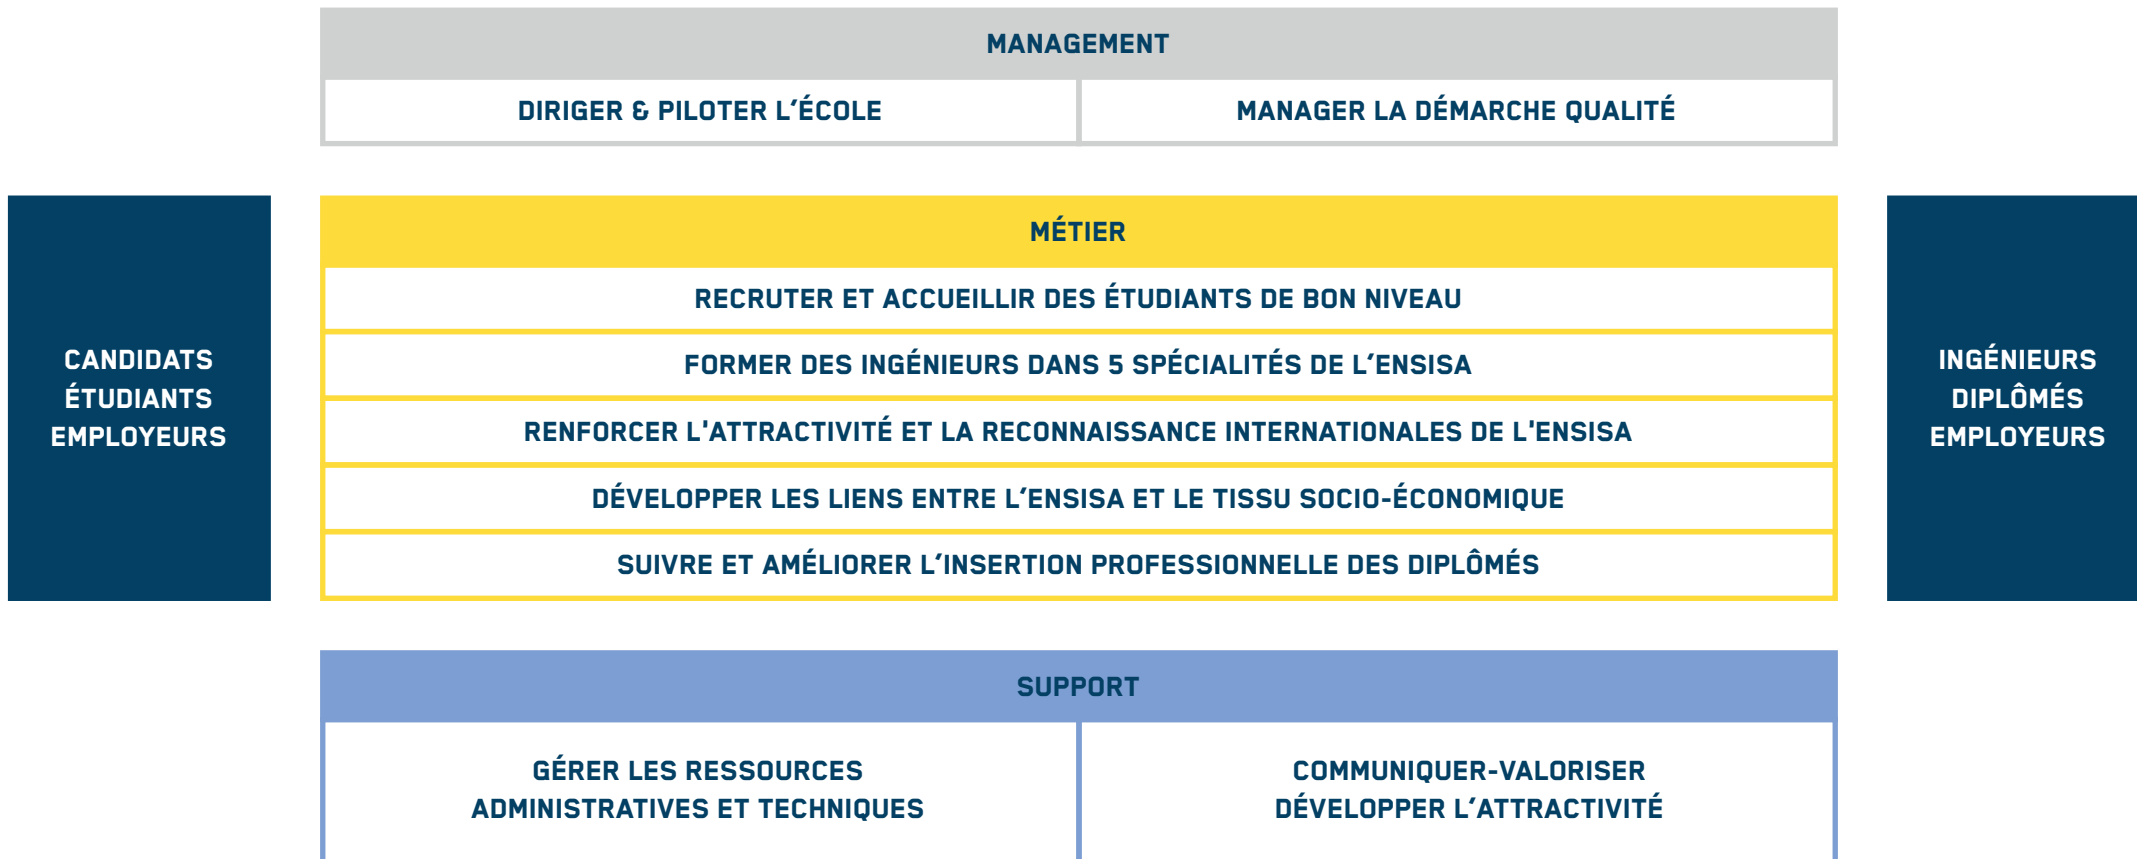 MANAGEMENT
DIRIGER & PILOTER L’ÉCOLE
MANAGER LA DÉMARCHE QUALITÉ
CANDIDATS
ÉTUDIANTS
EMPLOYEURS
MÉTIER
RECRUTER ET ACCUEILLIR DES ÉTUDIANTS DE BON NIVEAU
FORMER DES INGÉNIEURS DANS 5 SPÉCIALITÉS DE L’ENSISA
RENFORCER L'ATTRACTIVITÉ ET LA RECONNAISSANCE INTERNATIONALES DE L'ENSISA
DÉVELOPPER LES LIENS ENTRE L’ENSISA ET LE TISSU SOCIO-ÉCONOMIQUE
SUIVRE ET AMÉLIORER L’INSERTION PROFESSIONNELLE DES DIPLÔMÉS
INGÉNIEURS
DIPLÔMÉS
EMPLOYEURS
SUPPORT
GÉRER LES RESSOURCES
ADMINISTRATIVES ET TECHNIQUES
COMMUNIQUER-VALORISER
DÉVELOPPER L’ATTRACTIVITÉ